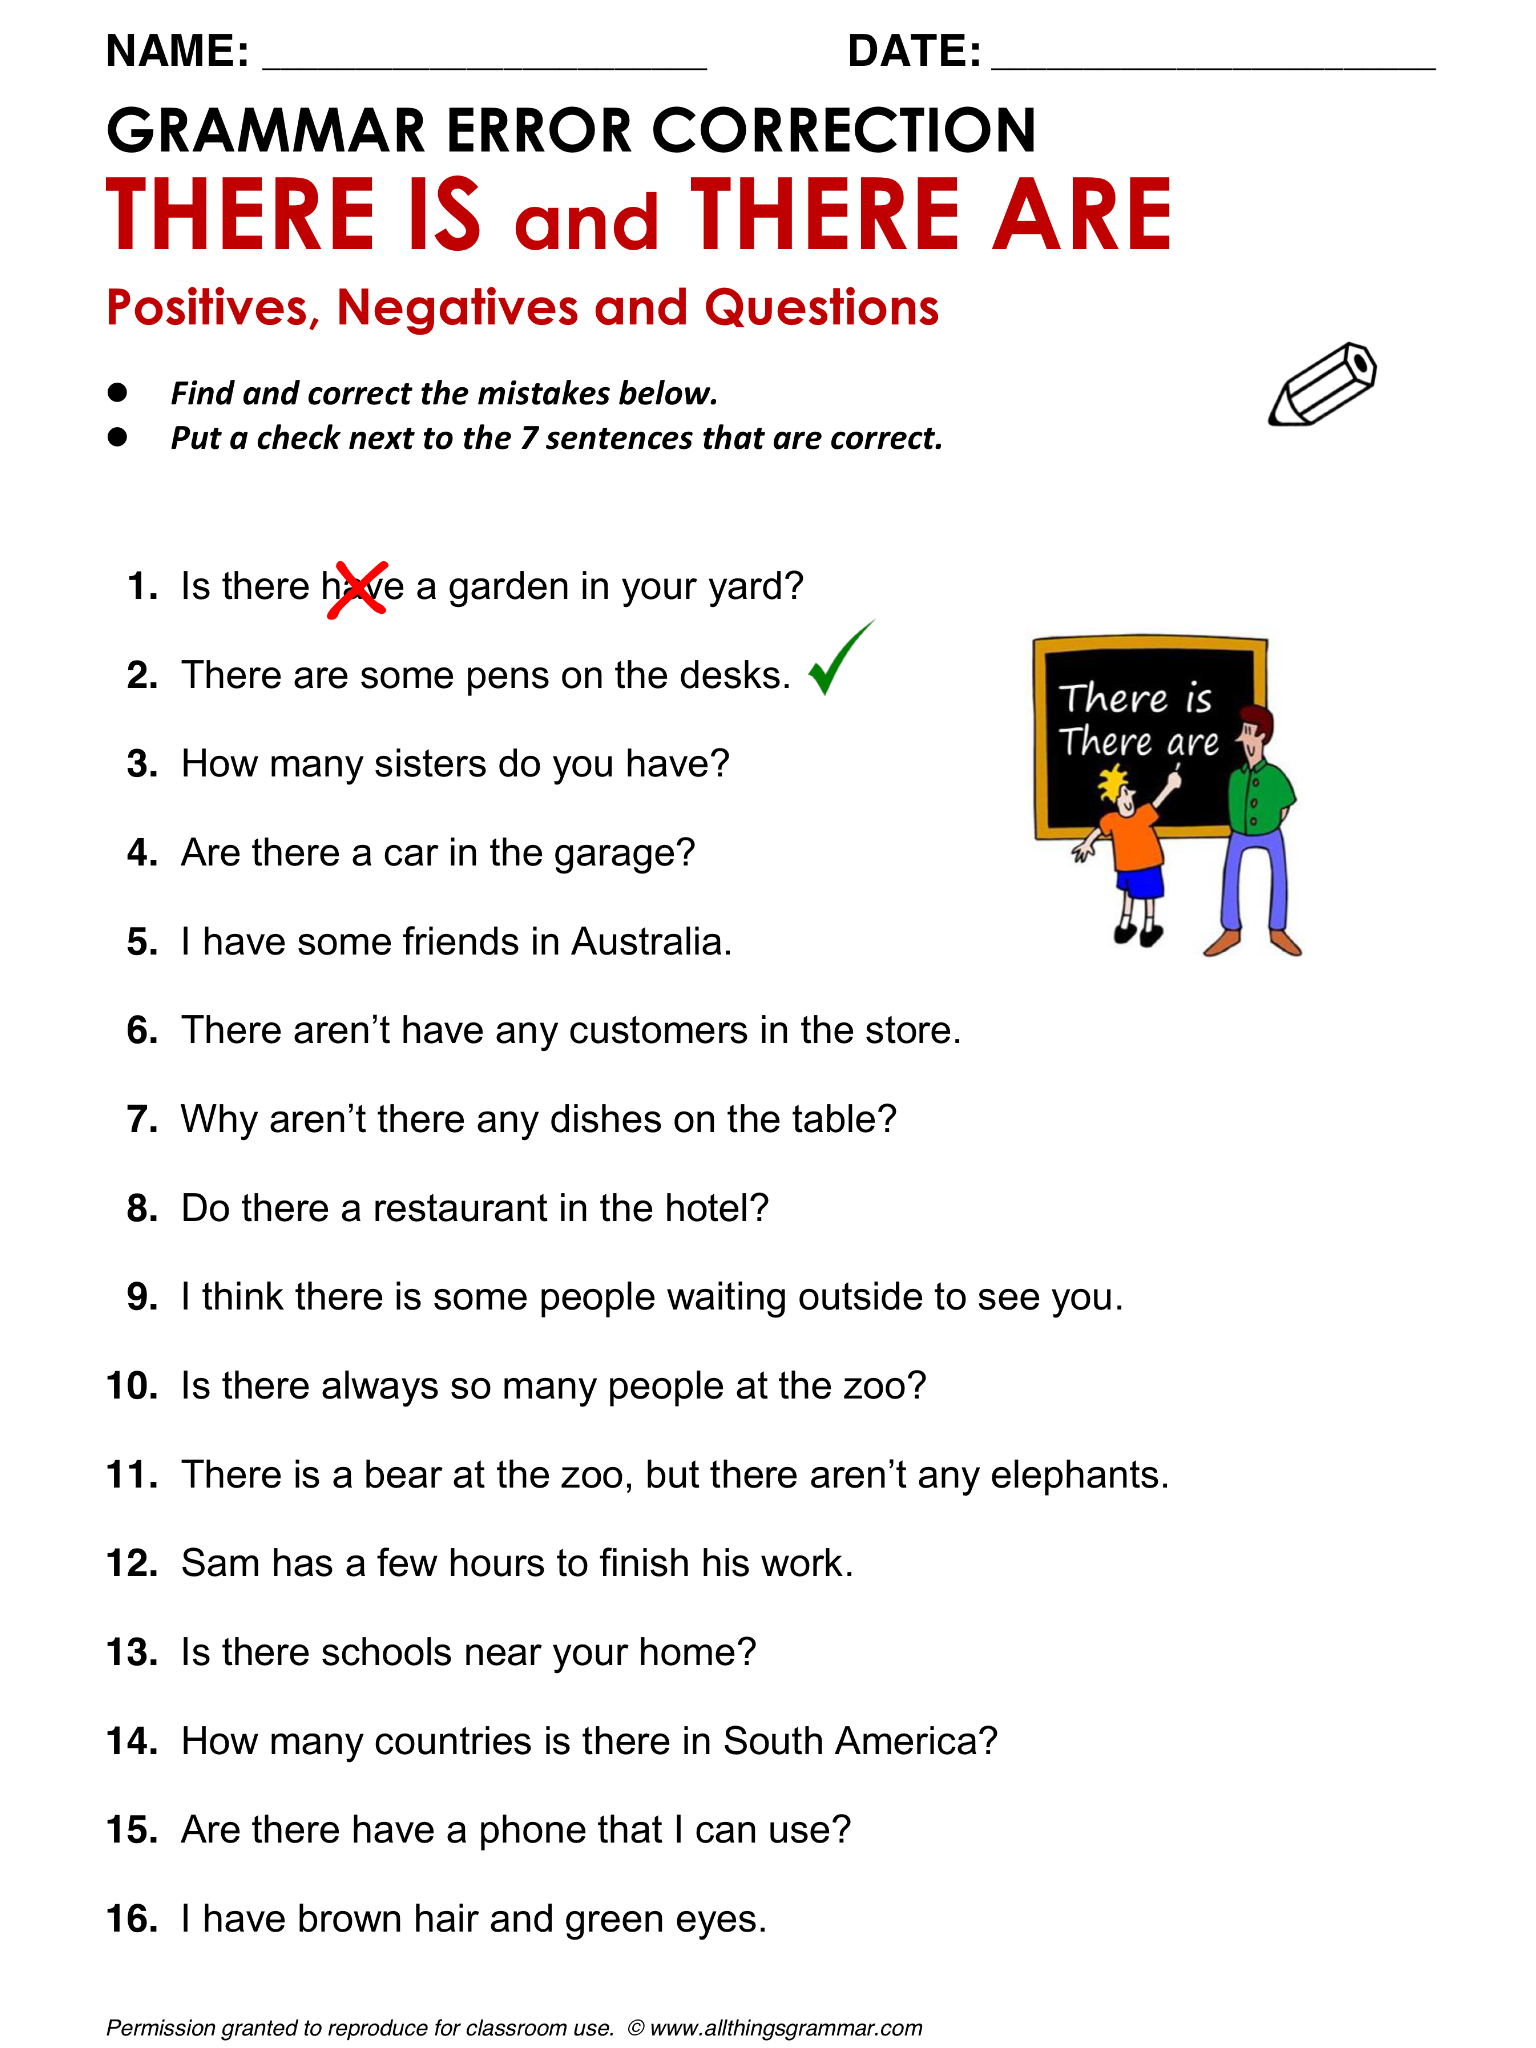 NAME: ____________________ DATE: ____________________
GRAMMAR ERROR CORRECTION
THERE IS and THERE ARE
Positives, Negatives and Questions
● Find and correct the mistakes below.
● Put a check next to the 7 sentences that are correct.
1. Is there have a garden in your yard?
2. There are some pens on the desks.
There is
There are
3. How many sisters do you have?
4. Are there a car in the garage?
5. I have some friends in Australia.
6. There aren’t have any customers in the store.
7. Why aren’t there any dishes on the table?
8. Do there a restaurant in the hotel?
9. I think there is some people waiting outside to see you.
10. Is there always so many people at the zoo?
11. There is a bear at the zoo, but there aren’t any elephants.
12. Sam has a few hours to finish his work.
13. Is there schools near your home?
14. How many countries is there in South America?
15. Are there have a phone that I can use?
16. I have brown hair and green eyes.
Permission granted to reproduce for classroom use. © www.allthingsgrammar.com